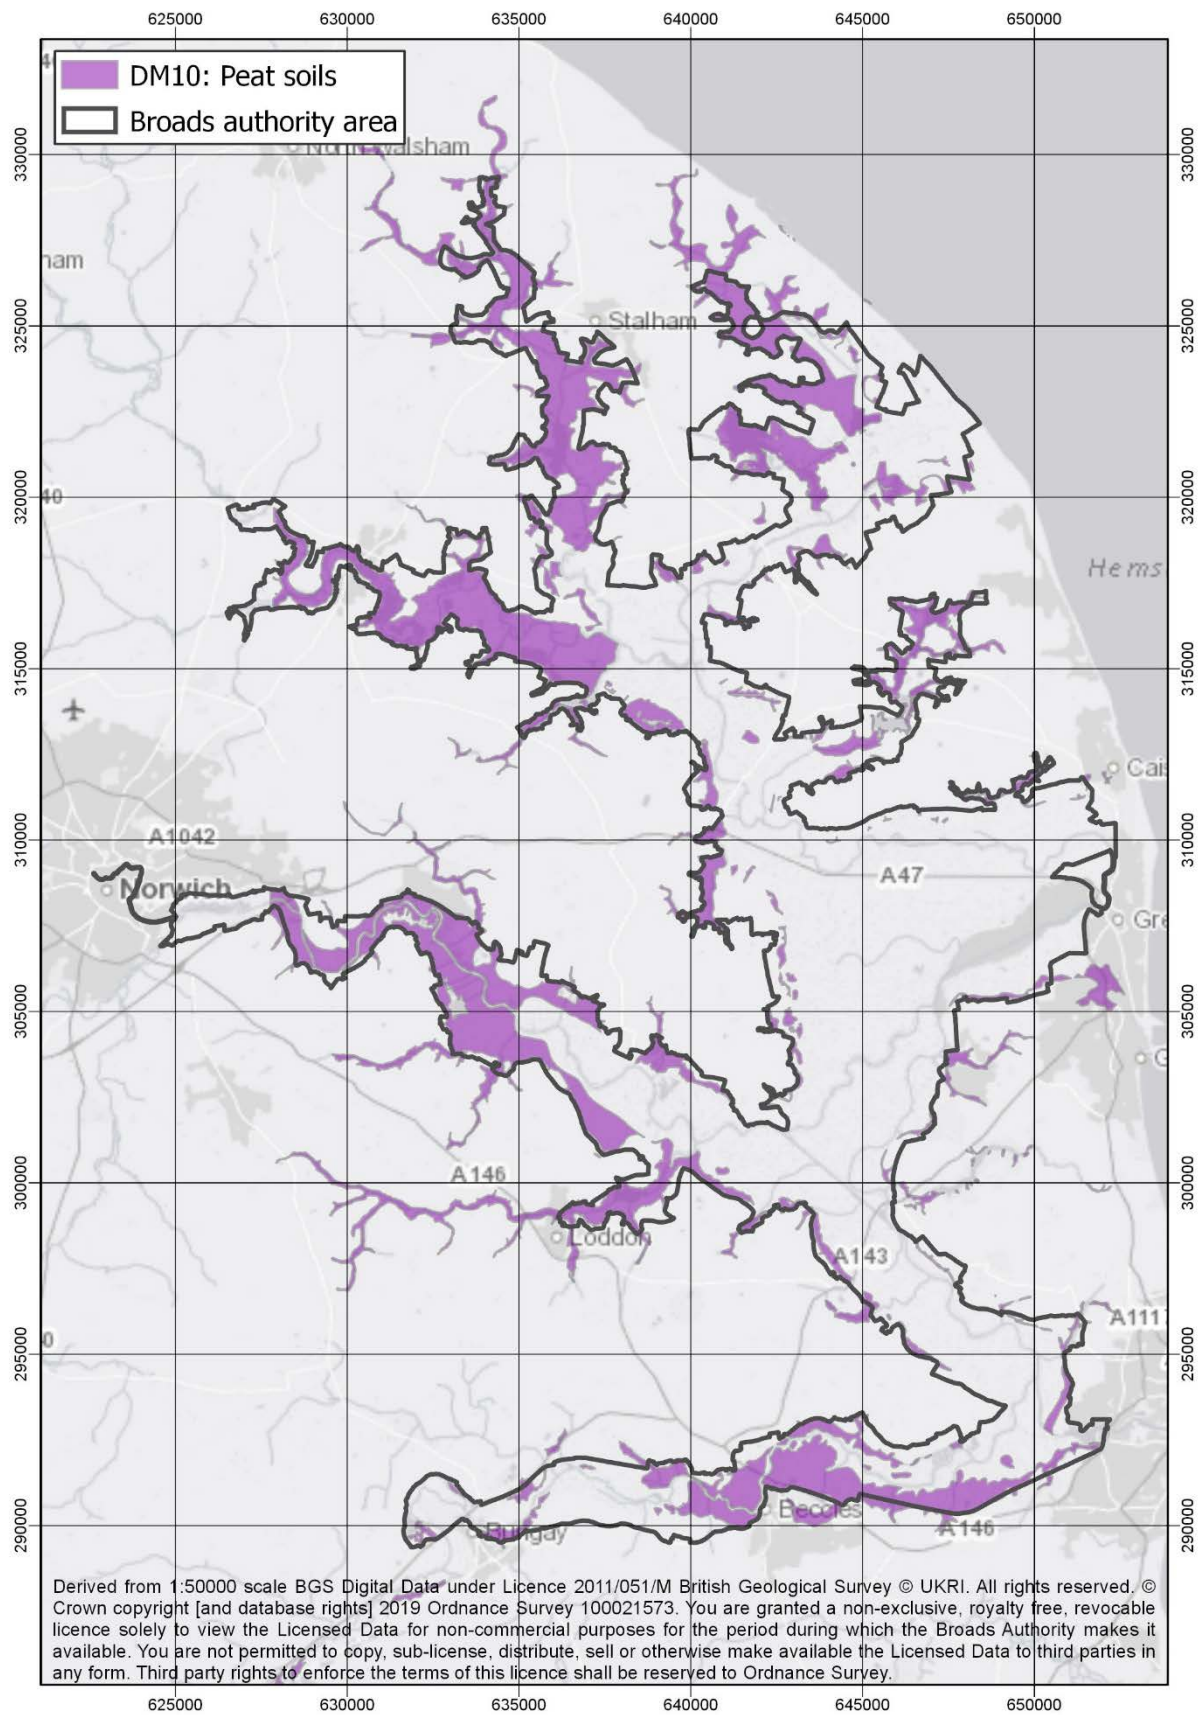 625000 630000 635000 640000 645000 650000
DM10: Peat soils
Broads authority area
North Walsham
330000 330000
ham
Stalham
325000 325000
40
320000 320000
Hems
315000 315000
Cais
A1042
310000 310000
A47
Norwich
Gre
305000 305000
G
A146
300000 300000
Loddon
A143
A111
0
295000 295000
Beccles
290000 290000
Bungay
A146
Derived from 1:50000 scale BGS Digital Data under Licence 2011/051/M British Geological Survey © UKRI. All rights reserved. ©
Crown copyright [and database rights] 2019 Ordnance Survey 100021573. You are granted a non-exclusive, royalty free, revocable
licence solely to view the Licensed Data for non-commercial purposes for the period during which the Broads Authority makes it
available. You are not permitted to copy, sub-license, distribute, sell or otherwise make available the Licensed Data to third parties in
any form. Third party rights to enforce the terms of this licence shall be reserved to Ordnance Survey.
625000 630000 635000 640000 645000 650000